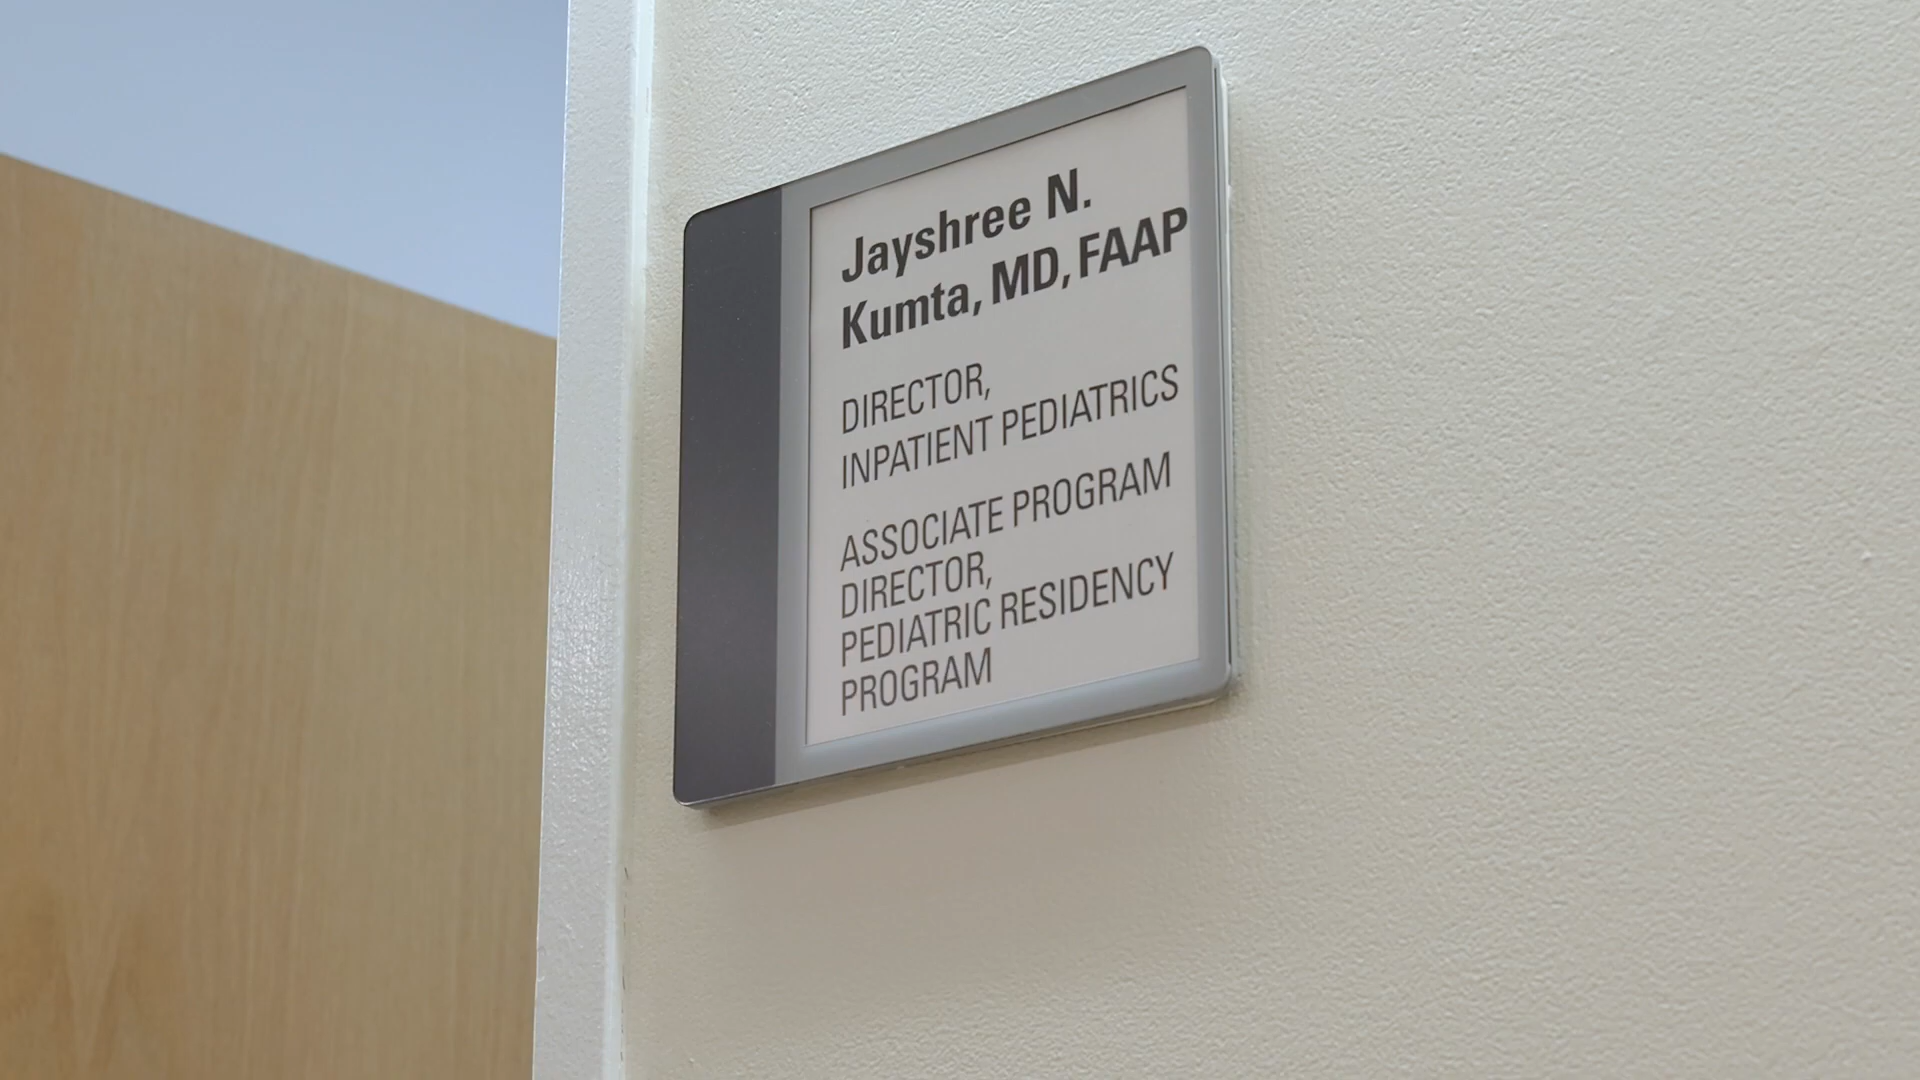 Jayshree N.
Kumta, MD, FAAP
DIRECTOR,
INPATIENT PEDIATRICS
ASSOCIATE PROGRAM
DIRECTOR,
PEDIATRIC RESIDENCY
PROGRAM